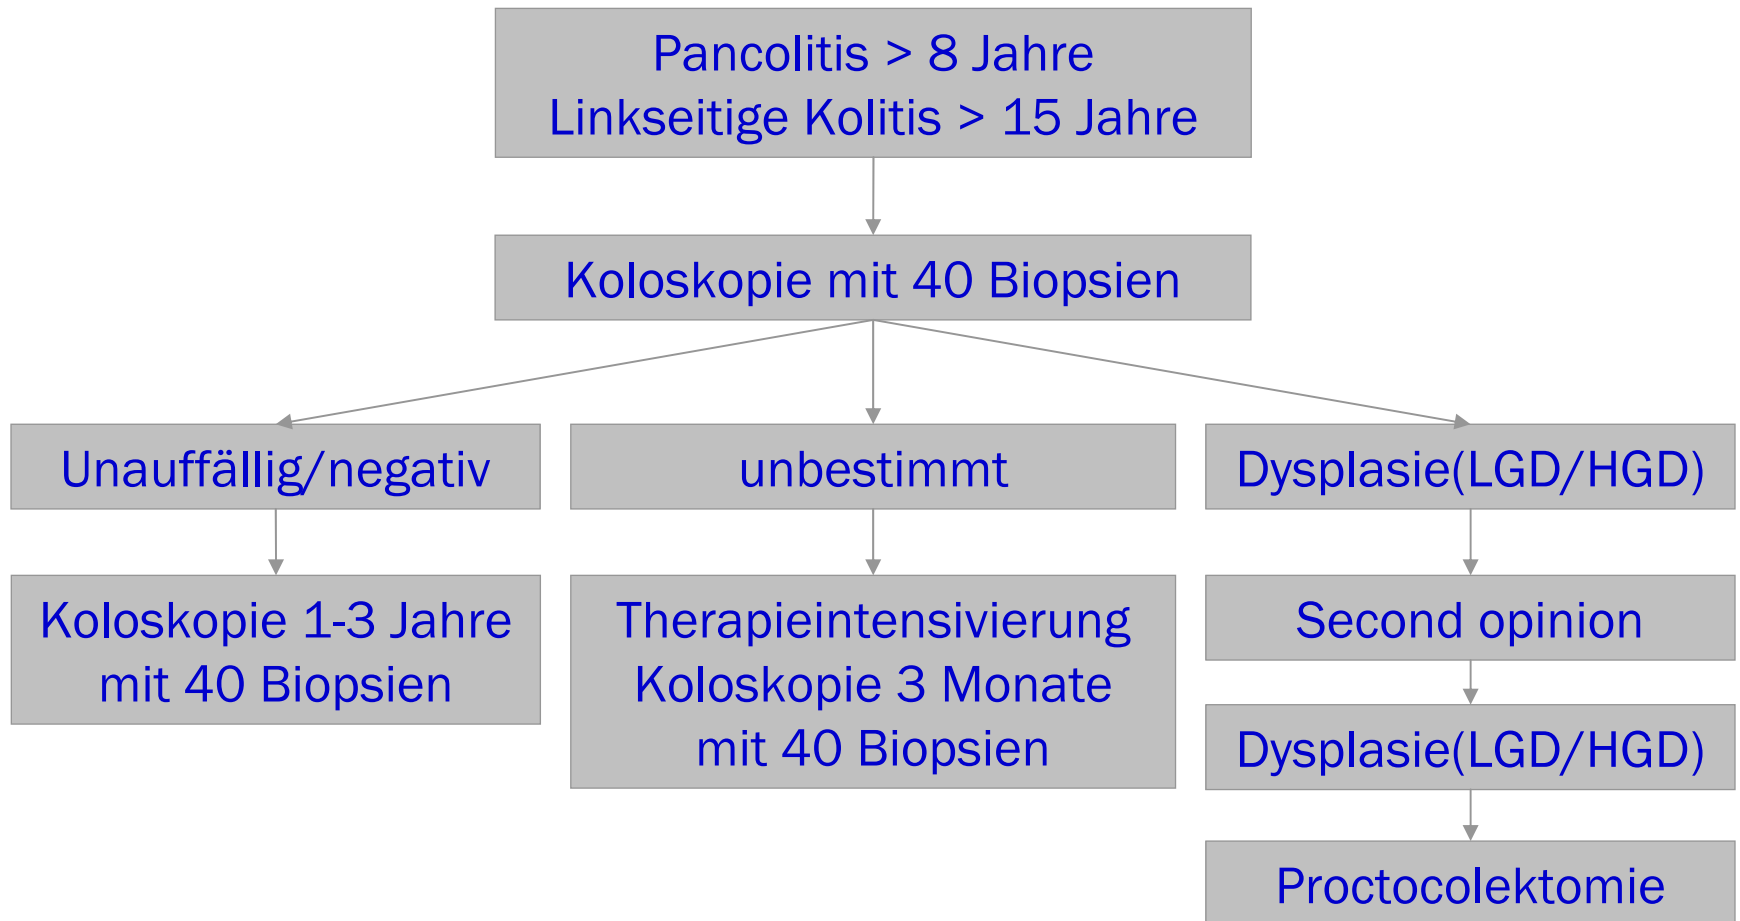 Pancolitis > 8 Jahre
Linkseitige Kolitis > 15 Jahre
Koloskopie mit 40 Biopsien
Unauffällig/negativ
unbestimmt
Dysplasie(LGD/HGD)
Koloskopie 1-3 Jahre
mit 40 Biopsien
Therapieintensivierung
Koloskopie 3 Monate
mit 40 Biopsien
Second opinion
Dysplasie(LGD/HGD)
Proctocolektomie